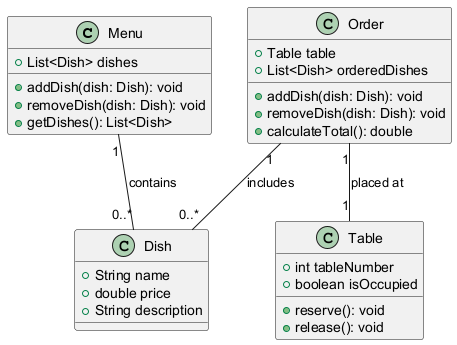 C Menu
List<Dish> dishes
addDish(dish: Dish): void
removeDish(dish: Dish): void
getDishes(): List<Dish>
C Order
Table table
List<Dish> orderedDishes
addDish(dish: Dish): void
removeDish(dish: Dish): void
calculateTotal(): double
1
contains
0..*
1
includes
0..*
1
placed at
1
C Dish
String name
double price
String description
C Table
int tableNumber
boolean isOccupied
reserve(): void
release(): void